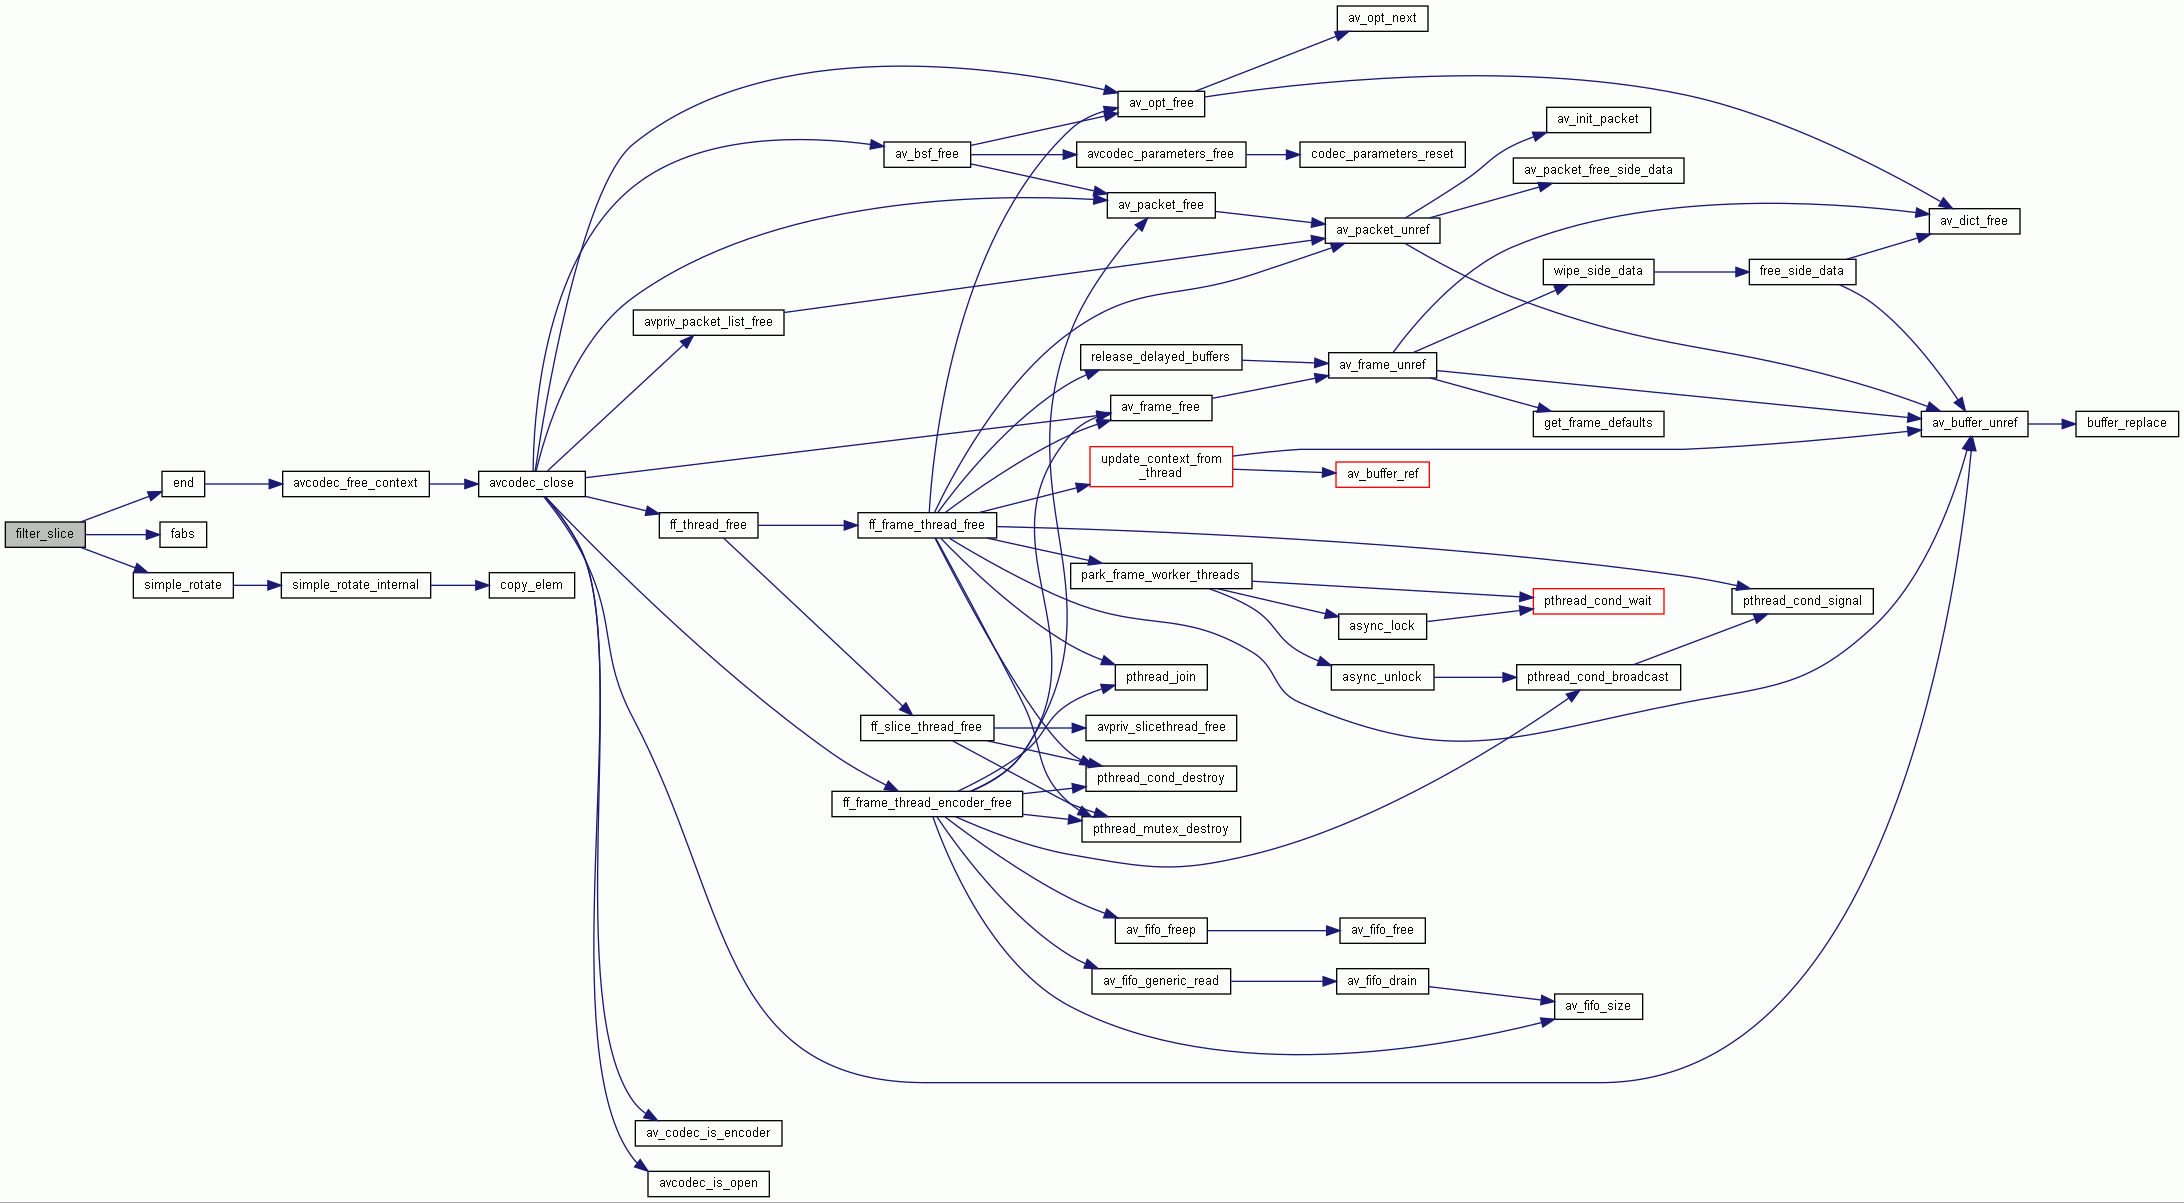 av_opt_next
av_opt_free
av_init_packet
av_bsf_free
avcodec_parameters_free
codec_parameters_reset
av_packet_free_side_data
av_packet_free
av_packet_unref
av_dict_free
wipe_side_data
free_side_data
avpriv_packet_list_free
release_delayed_buffers
av_frame_unref
av_frame_free
get_frame_defaults
av_buffer_unref
buffer_replace
update_context_from
_thread
av_buffer_ref
end
avcodec_free_context
avcodec_close
ff_thread_free
ff_frame_thread_free
filter_slice
fabs
park_frame_worker_threads
simple_rotate
simple_rotate_internal
copy_elem
pthread_cond_wait
pthread_cond_signal
async_lock
pthread_join
async_unlock
pthread_cond_broadcast
ff_slice_thread_free
avpriv_slicethread_free
pthread_cond_destroy
ff_frame_thread_encoder_free
pthread_mutex_destroy
av_fifo_freep
av_fifo_free
av_fifo_generic_read
av_fifo_drain
av_fifo_size
av_codec_is_encoder
avcodec_is_open